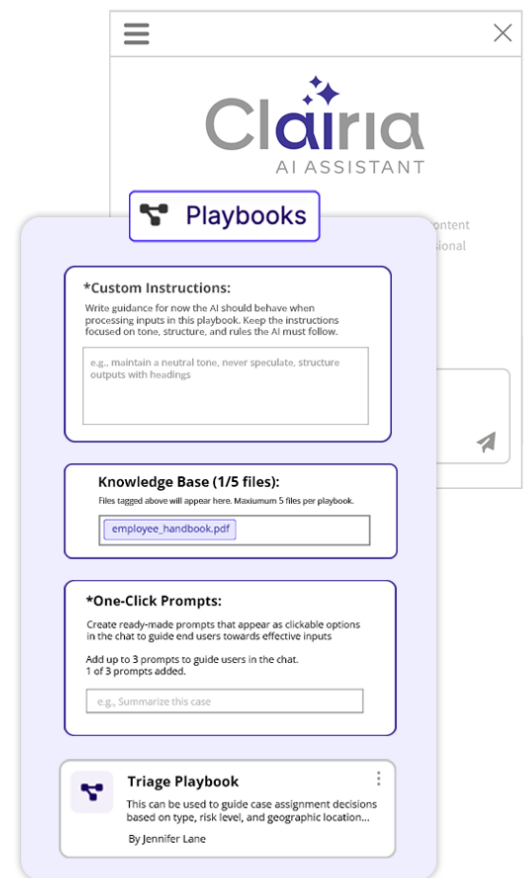 Clairia
AI ASSISTANT
Playbooks
*Custom Instructions:
Write guidance for now the AI should behave when
processing inputs in this playbook. Keep the instructions
focused on tone, structure, and rules the AI must follow.
e.g., maintain a neutral tone, never speculate, structure
outputs with headings
Knowledge Base (1/5 files):
Files tagged above will appear here. Maxiumum 5 files per playbook.
employee_handbook.pdf
*One-Click Prompts:
Create ready-made prompts that appear as clickable options
in the chat to guide end users towards effective inputs
Add up to 3 prompts to guide users in the chat.
1 of 3 prompts added.
e.g., Summarize this case
Triage Playbook
This can be used to guide case assignment decisions
based on type, risk level, and geographic location...
By Jennifer Lane